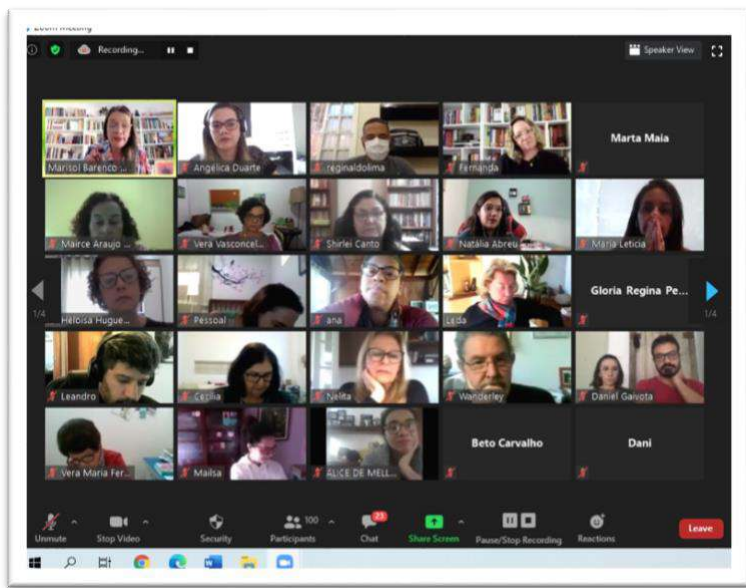 Zoom Meeting
Recording...
Speaker View
Marisol Barenco ...
Angélica Duarte
reginaldolima
Fernanda
Marta Maia
Mairce Araujo ...
Vera Vasconcel...
Shirlei Canto
Natália Abreu
Maria Leticia
Heloisa Hugue...
Pessoal
ana
Leda
Gloria Regina Pe...
1/4
1/4
Leandro
Cecilia
Nelita
Wanderley
Daniel Gaivota
Vera Maria Fer...
Mailsa
ALICE DE MELL...
Beto Carvalho
Dani
100
23
Unmute
Stop Video
Security
Participants
Chat
Share Screen
Pause/Stop Recording
Reactions
Leave